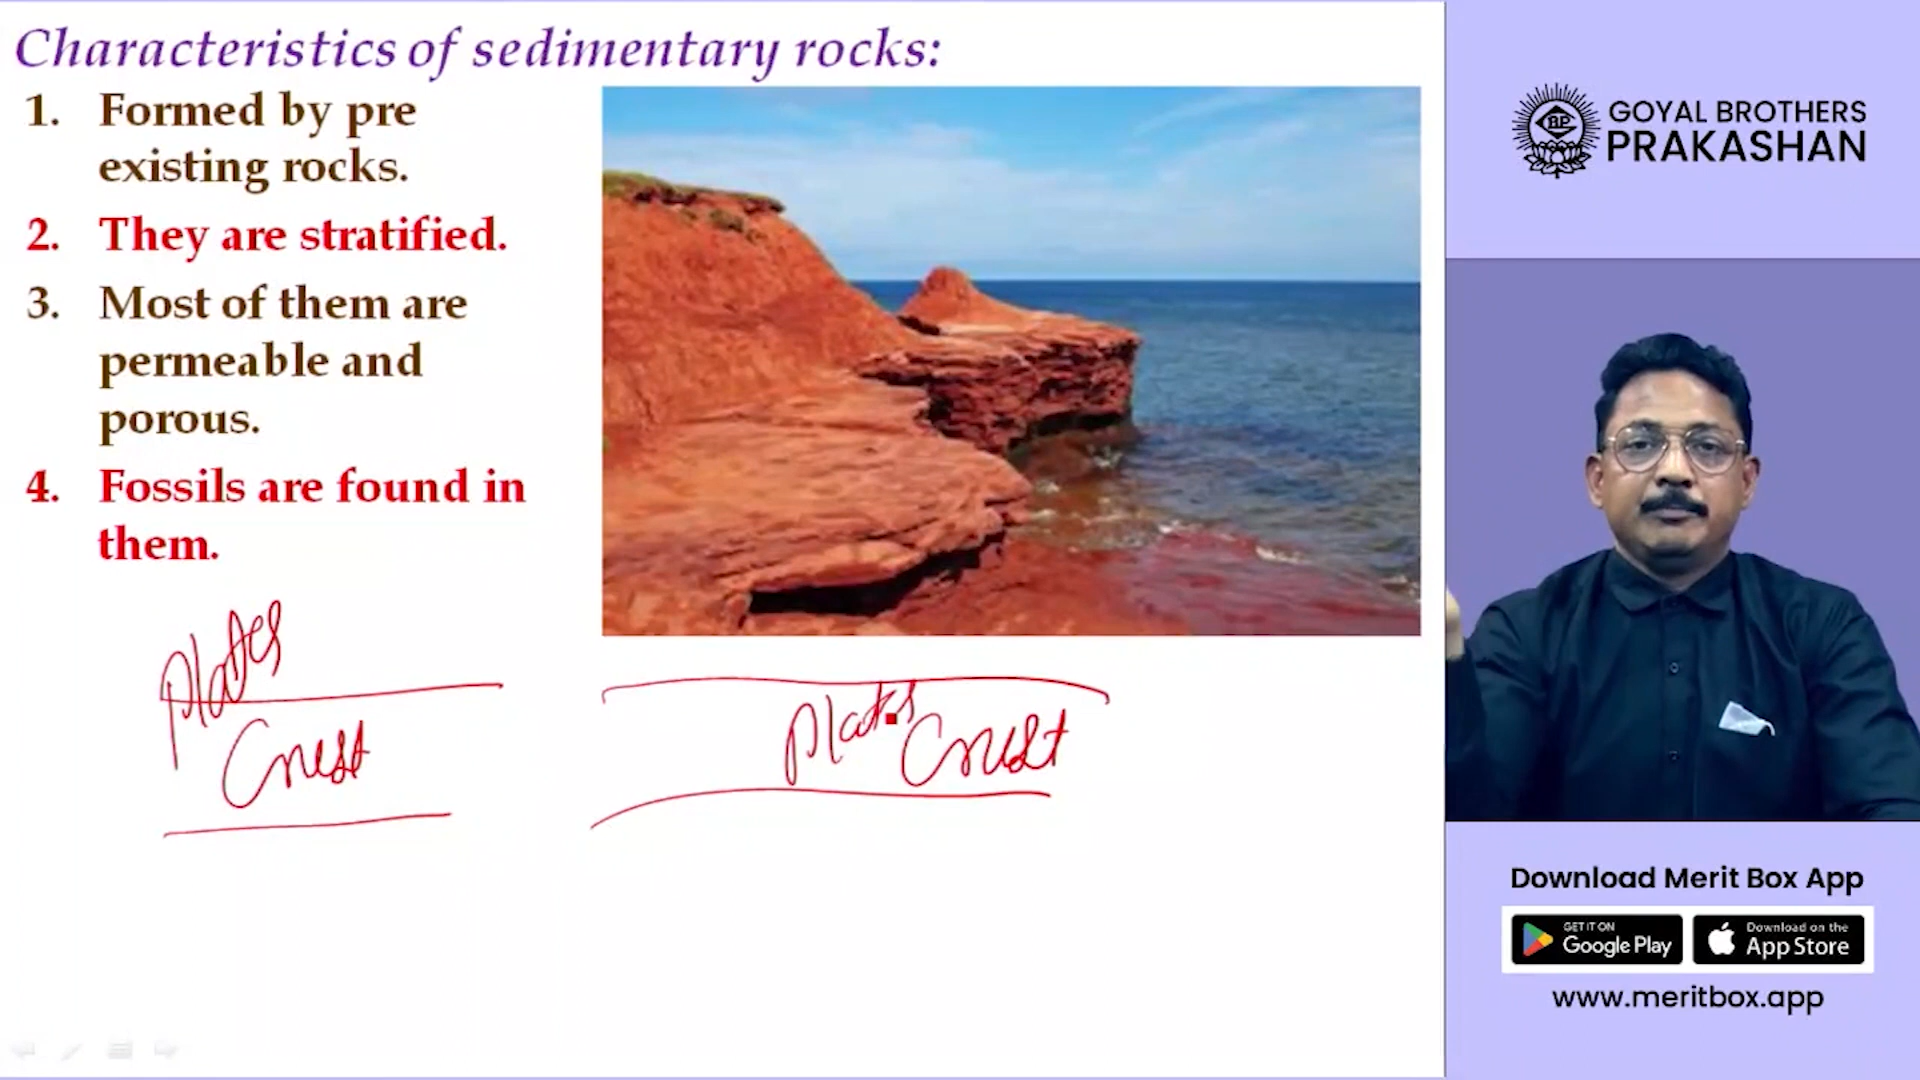 Characteristics of sedimentary rocks:
1. Formed by pre
existing rocks.
2. They are stratified.
3. Most of them are
permeable and
porous.
4. Fossils are found in
them.
Plates
Crust
Plates Crust
GOYAL BROTHERS
PRAKASHAN
GBP
Download Merit Box App
GET IT ON
Google Play
Download on the
App Store
www.meritbox.app